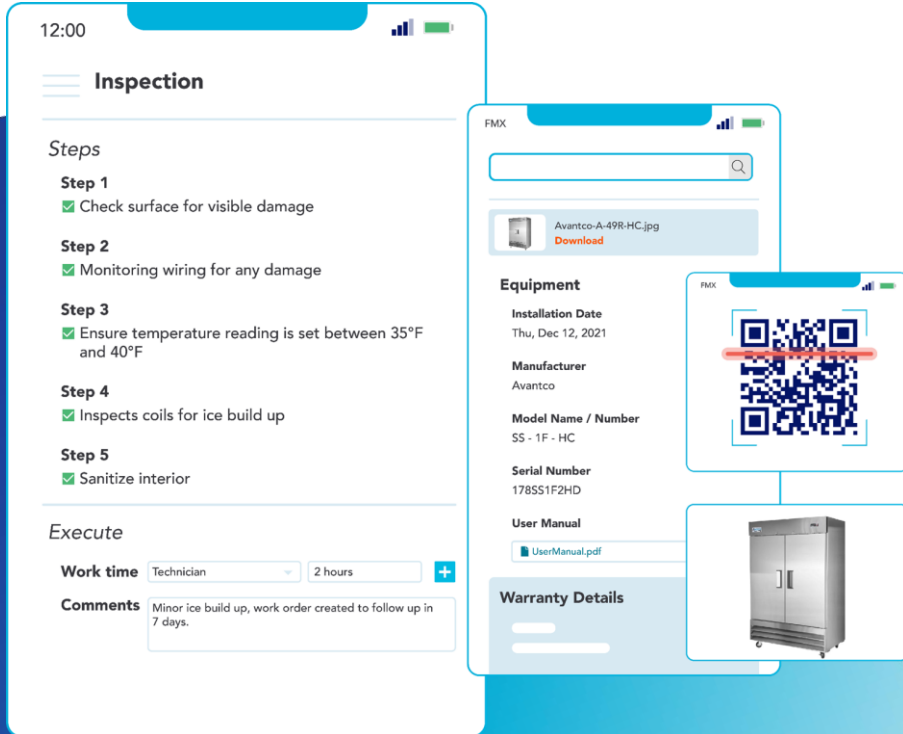 12:00
Inspection
Steps
Step 1
Check surface for visible damage
Step 2
Monitoring wiring for any damage
Step 3
Ensure temperature reading is set between 35°F
and 40°F
Step 4
Inspects coils for ice build up
Step 5
Sanitize interior
Execute
Work time
Technician
2 hours
+
Comments
Minor ice build up, work order created to follow up in
7 days.
FMX
Avantco-A-49R-HC.jpg
Download
Equipment
Installation Date
Thu, Dec 12, 2021
Manufacturer
Avantco
Model Name / Number
SS - 1F - HC
Serial Number
178SS1F2HD
User Manual
UserManual.pdf
Warranty Details
FMX